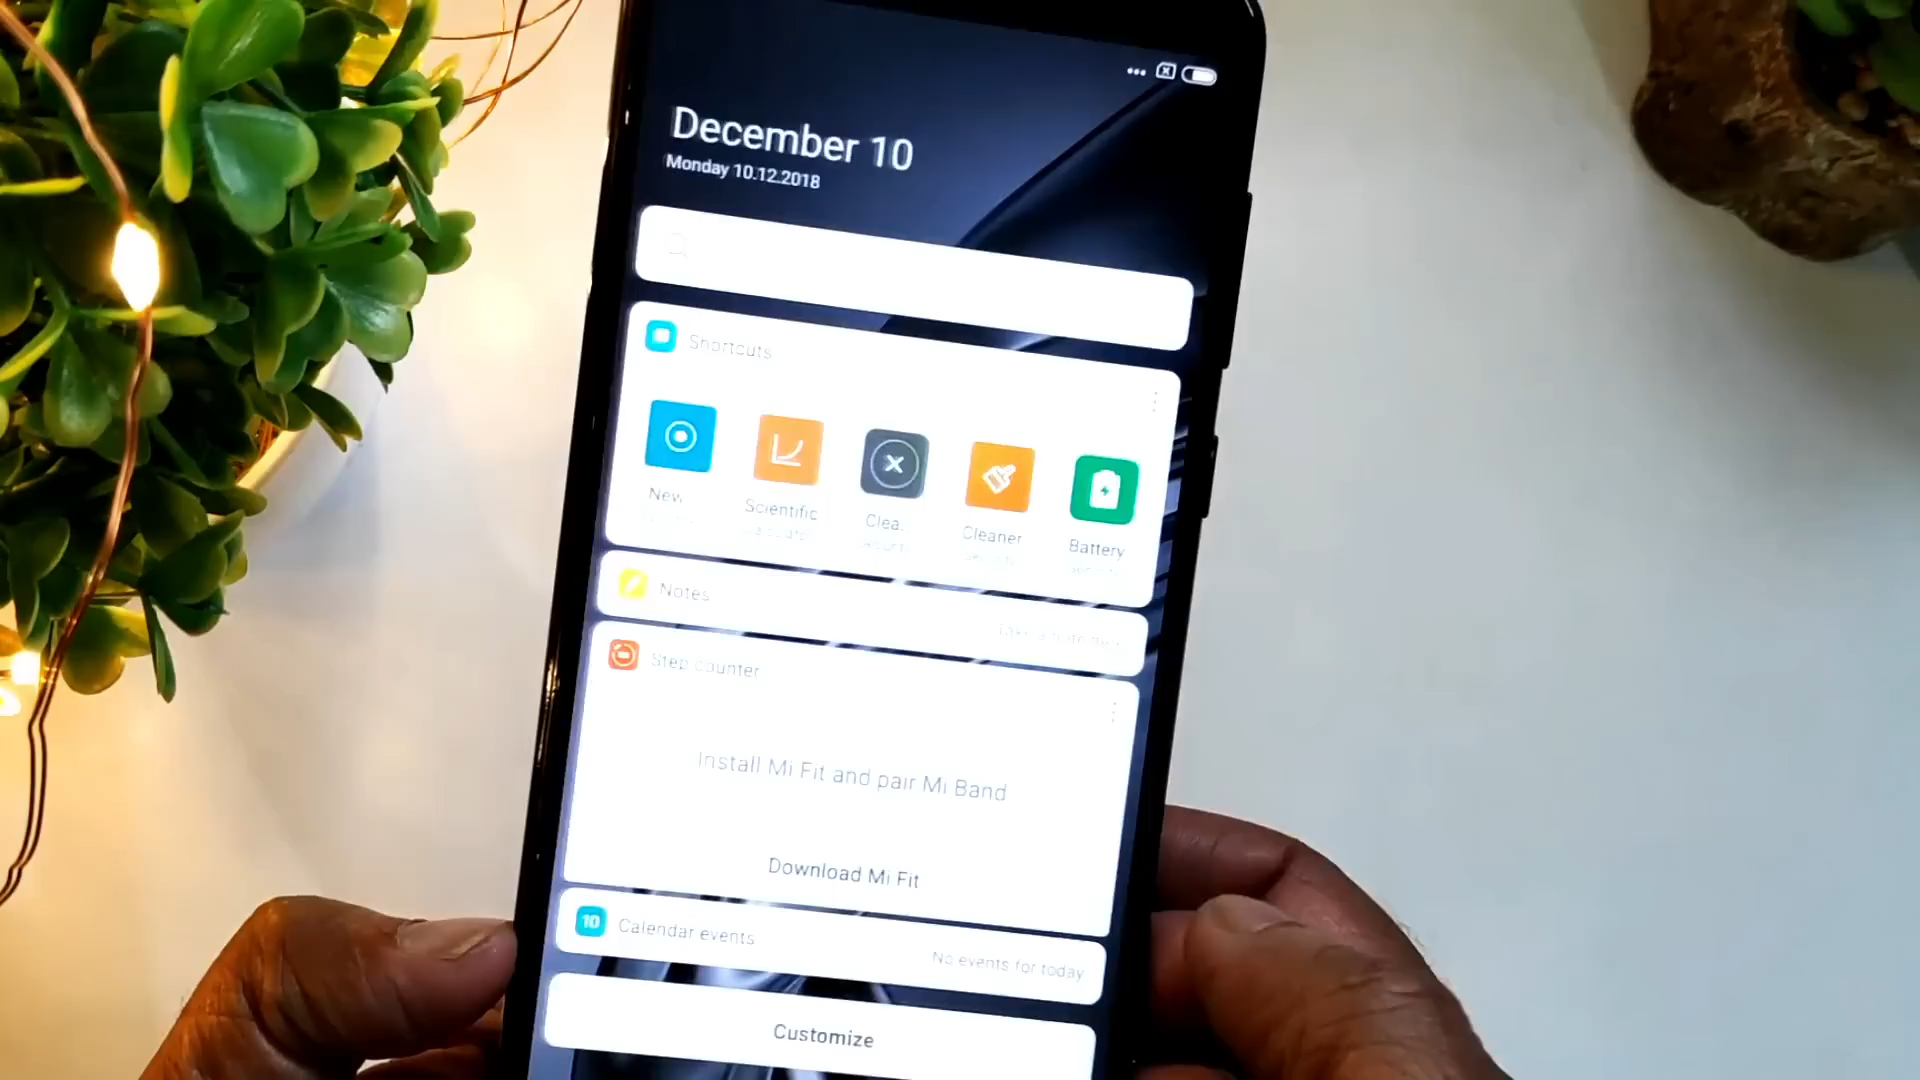 December 10
Monday 10.12.2018
Shortcuts
New
Scientific
Clea.
Cleaner
Battery
Notes
Step counter
Install Mi Fit and pair Mi Band
Download Mi Fit
10
Calendar events
No events for today
Customize